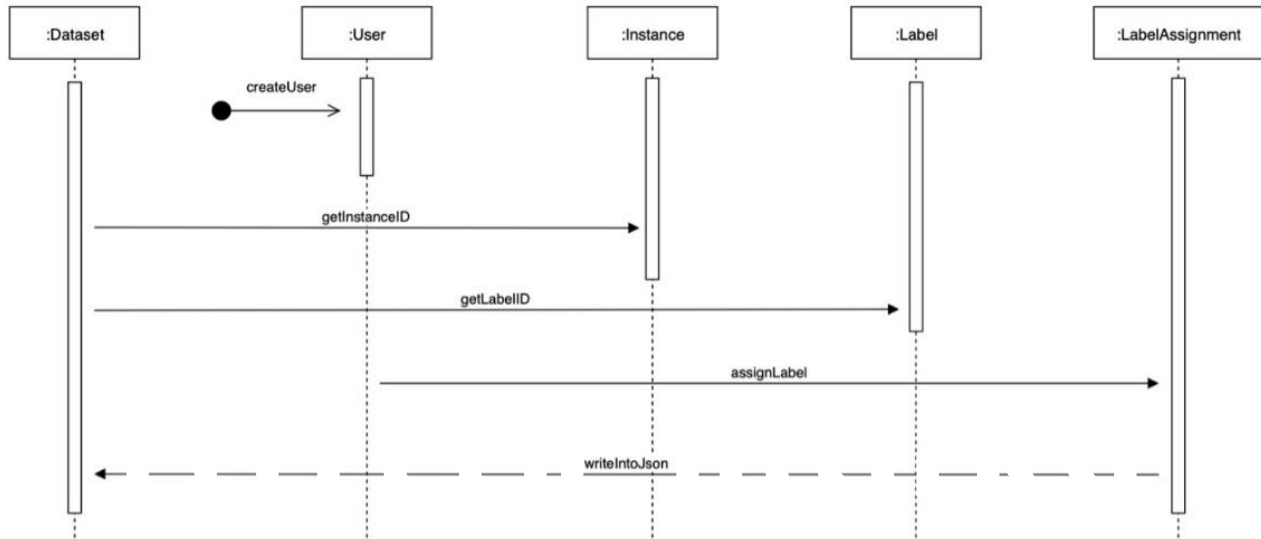 :Dataset
:User
:Instance
:Label
:LabelAssignment
createUser
getInstanceID
getLabelID
assignLabel
writeIntoJson